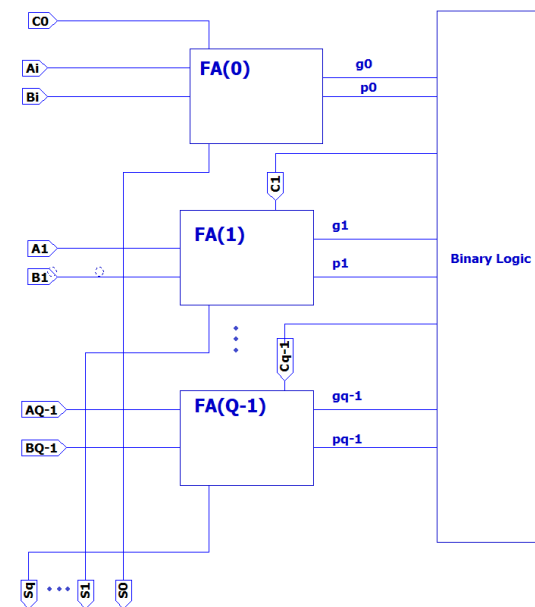 C0
Ai
FA(0)
g0
Bi
p0
C1
A1
FA(1)
g1
B1
p1
Binary Logic
Cq-1
AQ-1
FA(Q-1)
gq-1
BQ-1
pq-1
Sq
S1
S0